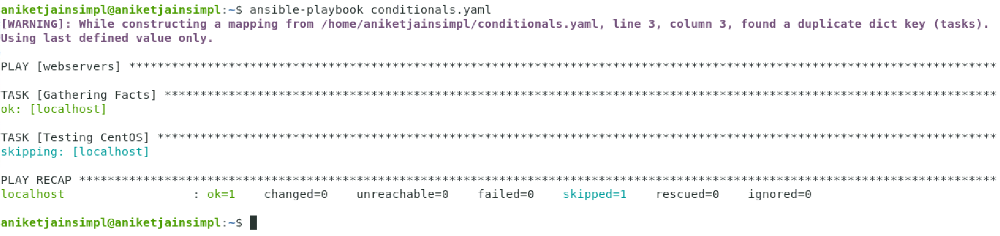 aniketjainsimpl@aniketjainsimpl:~$ ansible-playbook conditionals.yaml
[WARNING]: While constructing a mapping from /home/aniketjainsimpl/conditionals.yaml, line 3, column 3, found a duplicate dict key (tasks).
Using last defined value only.
PLAY [webservers] **************************************************************************************************************************
TASK [Gathering Facts] *********************************************************************************************************************
ok: [localhost]
TASK [Testing CentOS] **********************************************************************************************************************
skipping: [localhost]
PLAY RECAP *********************************************************************************************************************************
localhost                  : ok=1    changed=0    unreachable=0    failed=0    skipped=1    rescued=0    ignored=0
aniketjainsimpl@aniketjainsimpl:~$